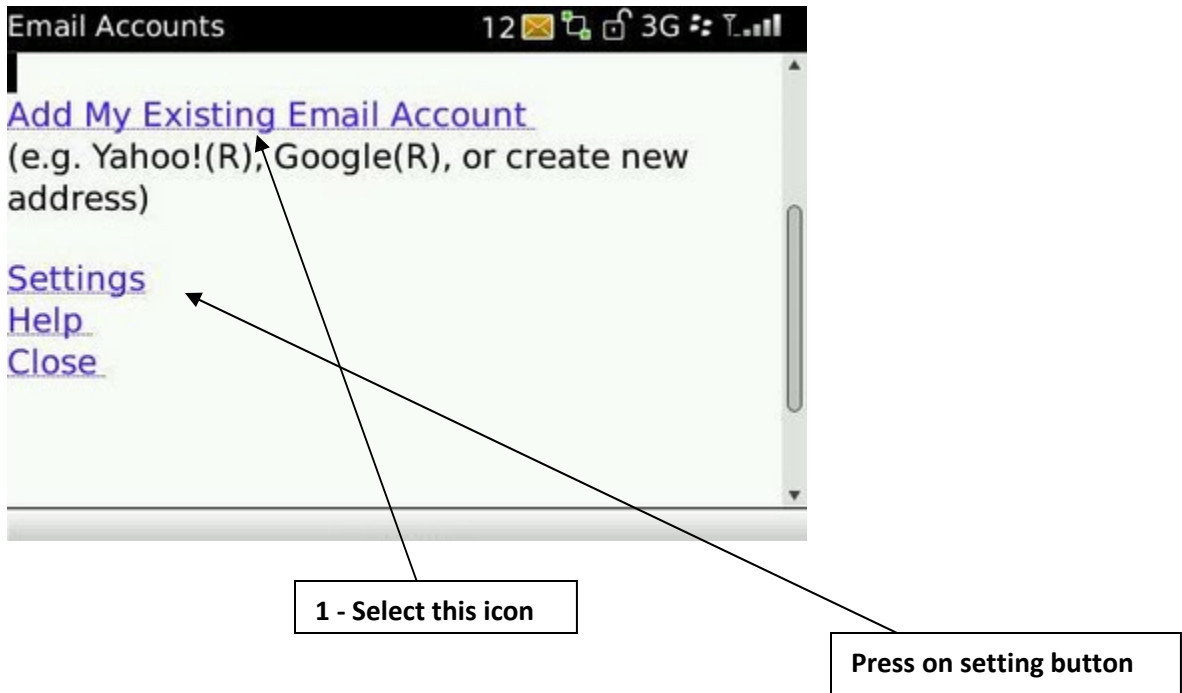 Email Accounts 12 3G
Add My Existing Email Account
(e.g. Yahoo!(R), Google(R), or create new
address)
Settings
Help
Close
1 - Select this icon
Press on setting button